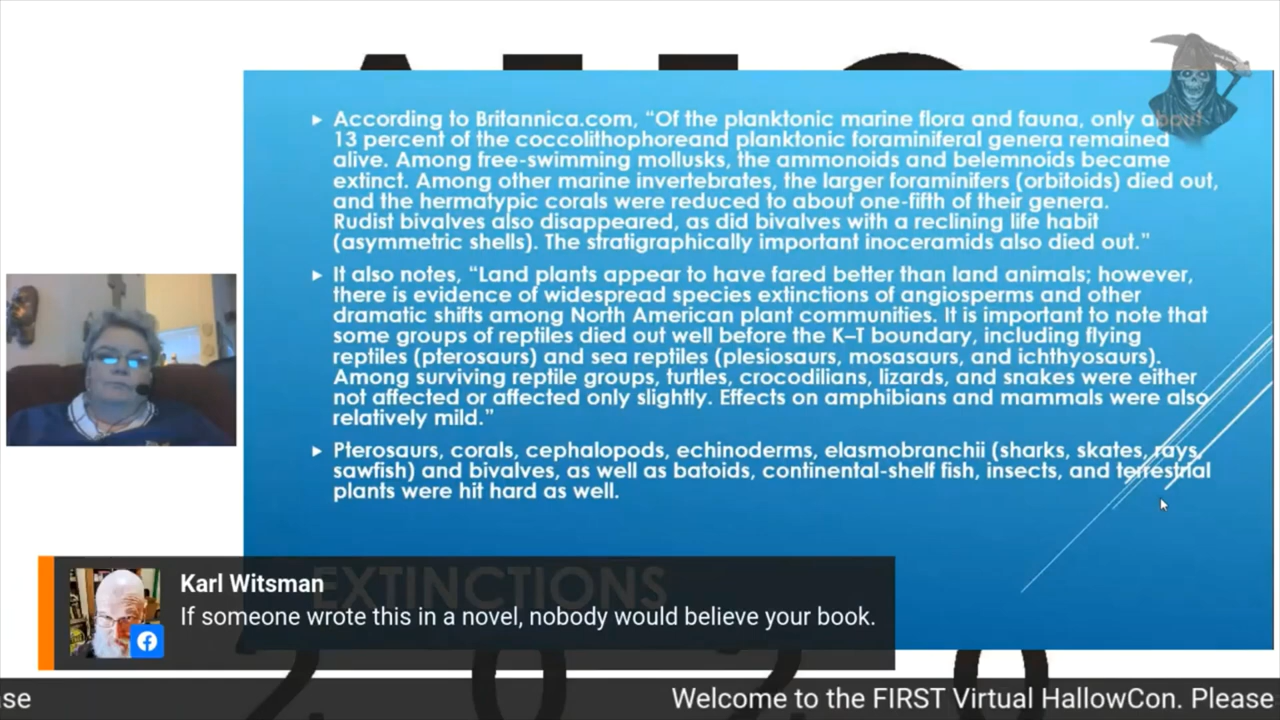 ▸ According to Britannica.com, “Of the planktonic marine flora and fauna, only about
13 percent of the coccolithophoreand planktonic foraminiferal genera remained
alive. Among free-swimming mollusks, the ammonoids and belemnoids became
extinct. Among other marine invertebrates, the larger foraminifers (orbitoids) died out,
and the hermatypic corals were reduced to about one-fifth of their genera.
Rudist bivalves also disappeared, as did bivalves with a reclining life habit
(asymmetric shells). The stratigraphically important inoceramids also died out.”
▸ It also notes, “Land plants appear to have fared better than land animals; however,
there is evidence of widespread species extinctions of angiosperms and other
dramatic shifts among North American plant communities. It is important to note that
some groups of reptiles died out well before the K–T boundary, including flying
reptiles (pterosaurs) and sea reptiles (plesiosaurs, mosasaurs, and ichthyosaurs).
Among surviving reptile groups, turtles, crocodilians, lizards, and snakes were either
not affected or affected only slightly. Effects on amphibians and mammals were also
relatively mild.”
▸ Pterosaurs, corals, cephalopods, echinoderms, elasmobranchii (sharks, skates, rays,
sawfish) and bivalves, as well as batoids, continental-shelf fish, insects, and terrestrial
plants were hit hard as well.
EXTINCTIONS
Karl Witsman
If someone wrote this in a novel, nobody would believe your book.
2020
Welcome to the FIRST Virtual HallowCon. Please